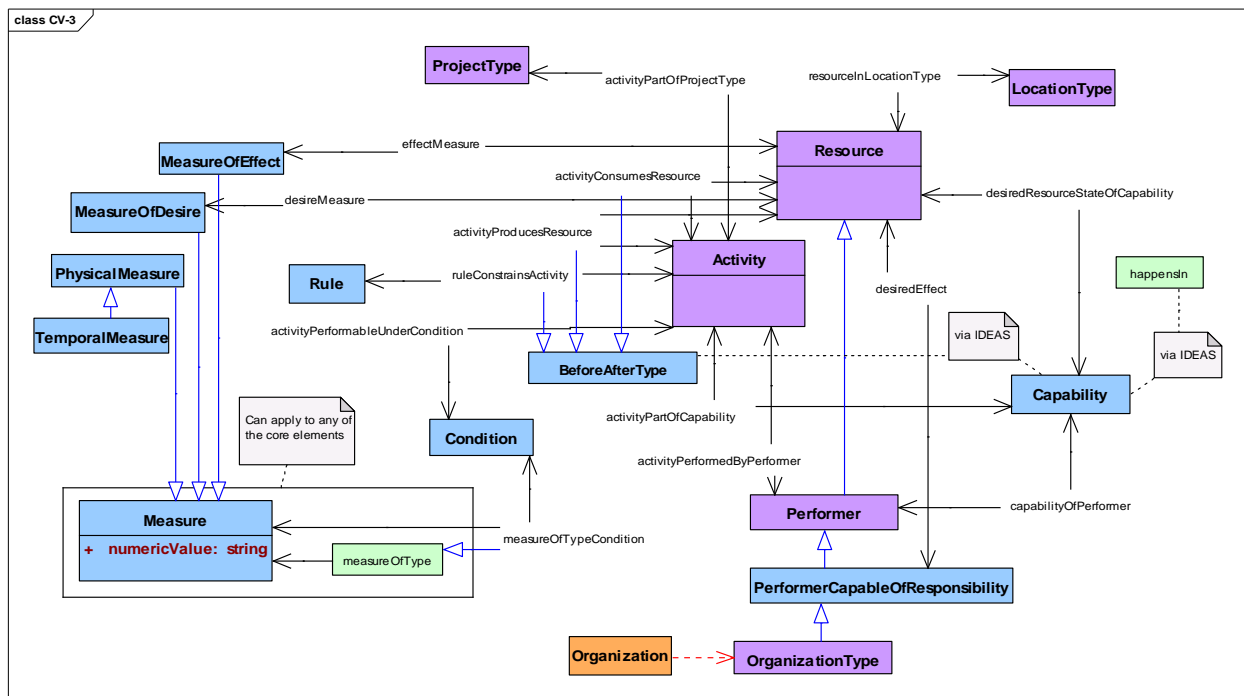 class CV-3
ProjectType
activityPartOfProjectType
resourceInLocationType
LocationType
MeasureOfEffect
effectMeasure
Resource
activityConsumesResource
MeasureOfDesire
desireMeasure
desiredResourceStateOfCapability
activityProducesResource
PhysicalMeasure
Rule
ruleConstrainsActivity
Activity
desiredEffect
happensIn
TemporalMeasure
activityPerformableUnderCondition
via IDEAS
via IDEAS
BeforeAfterType
Capability
Can apply to any of
the core elements
activityPartOfCapability
Condition
activityPerformedByPerformer
Measure
Performer
capabilityOfPerformer
+ numericValue: string
measureOfTypeCondition
measureOfType
PerformerCapableOfResponsibility
Organization
OrganizationType